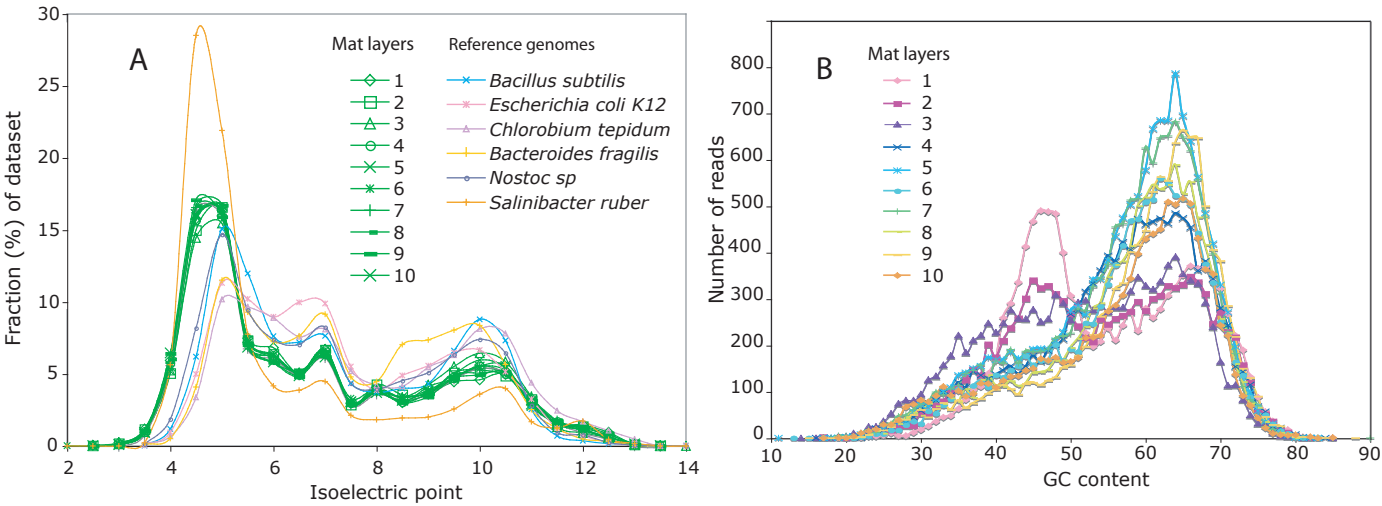 A
Fraction (%) of dataset
30
25
20
15
10
5
0
2 4 6 8 10 12 14
Isoelectric point
Mat layers
1
2
3
4
5
6
7
8
9
10
Reference genomes
Bacillus subtilis
Escherichia coli K12
Chlorobium tepidum
Bacteroides fragilis
Nostoc sp
Salinibacter ruber
B
Number of reads
800
700
600
500
400
300
200
100
0
10 20 30 40 50 60 70 80 90
GC content
Mat layers
1
2
3
4
5
6
7
8
9
10